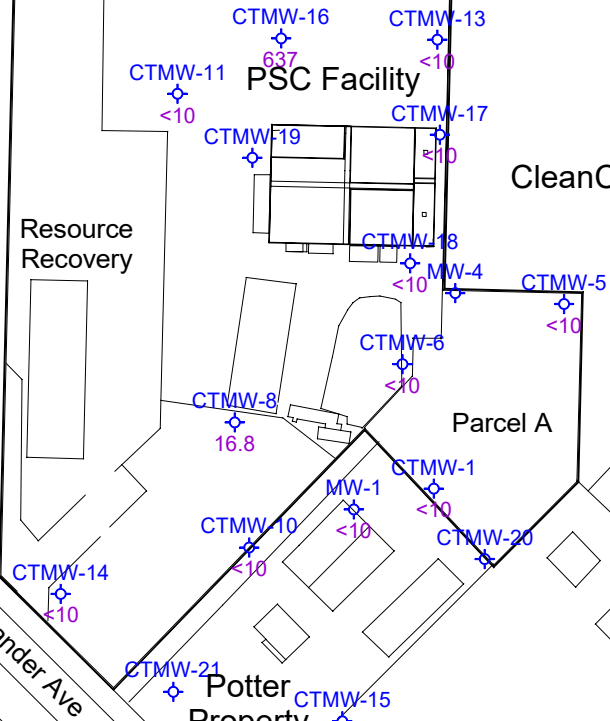 CTMW-16
CTMW-13
637
<10
PSC Facility
CTMW-11
<10
CTMW-17
<10
CTMW-19
CleanC
Resource
Recovery
CTMW-18
<10
MW-4
CTMW-5
<10
CTMW-6
<10
CTMW-8
16.8
Parcel A
CTMW-1
<10
MW-1
<10
CTMW-10
<10
CTMW-20
CTMW-14
<10
nder Ave
CTMW-21
Potter
CTMW-15
Property